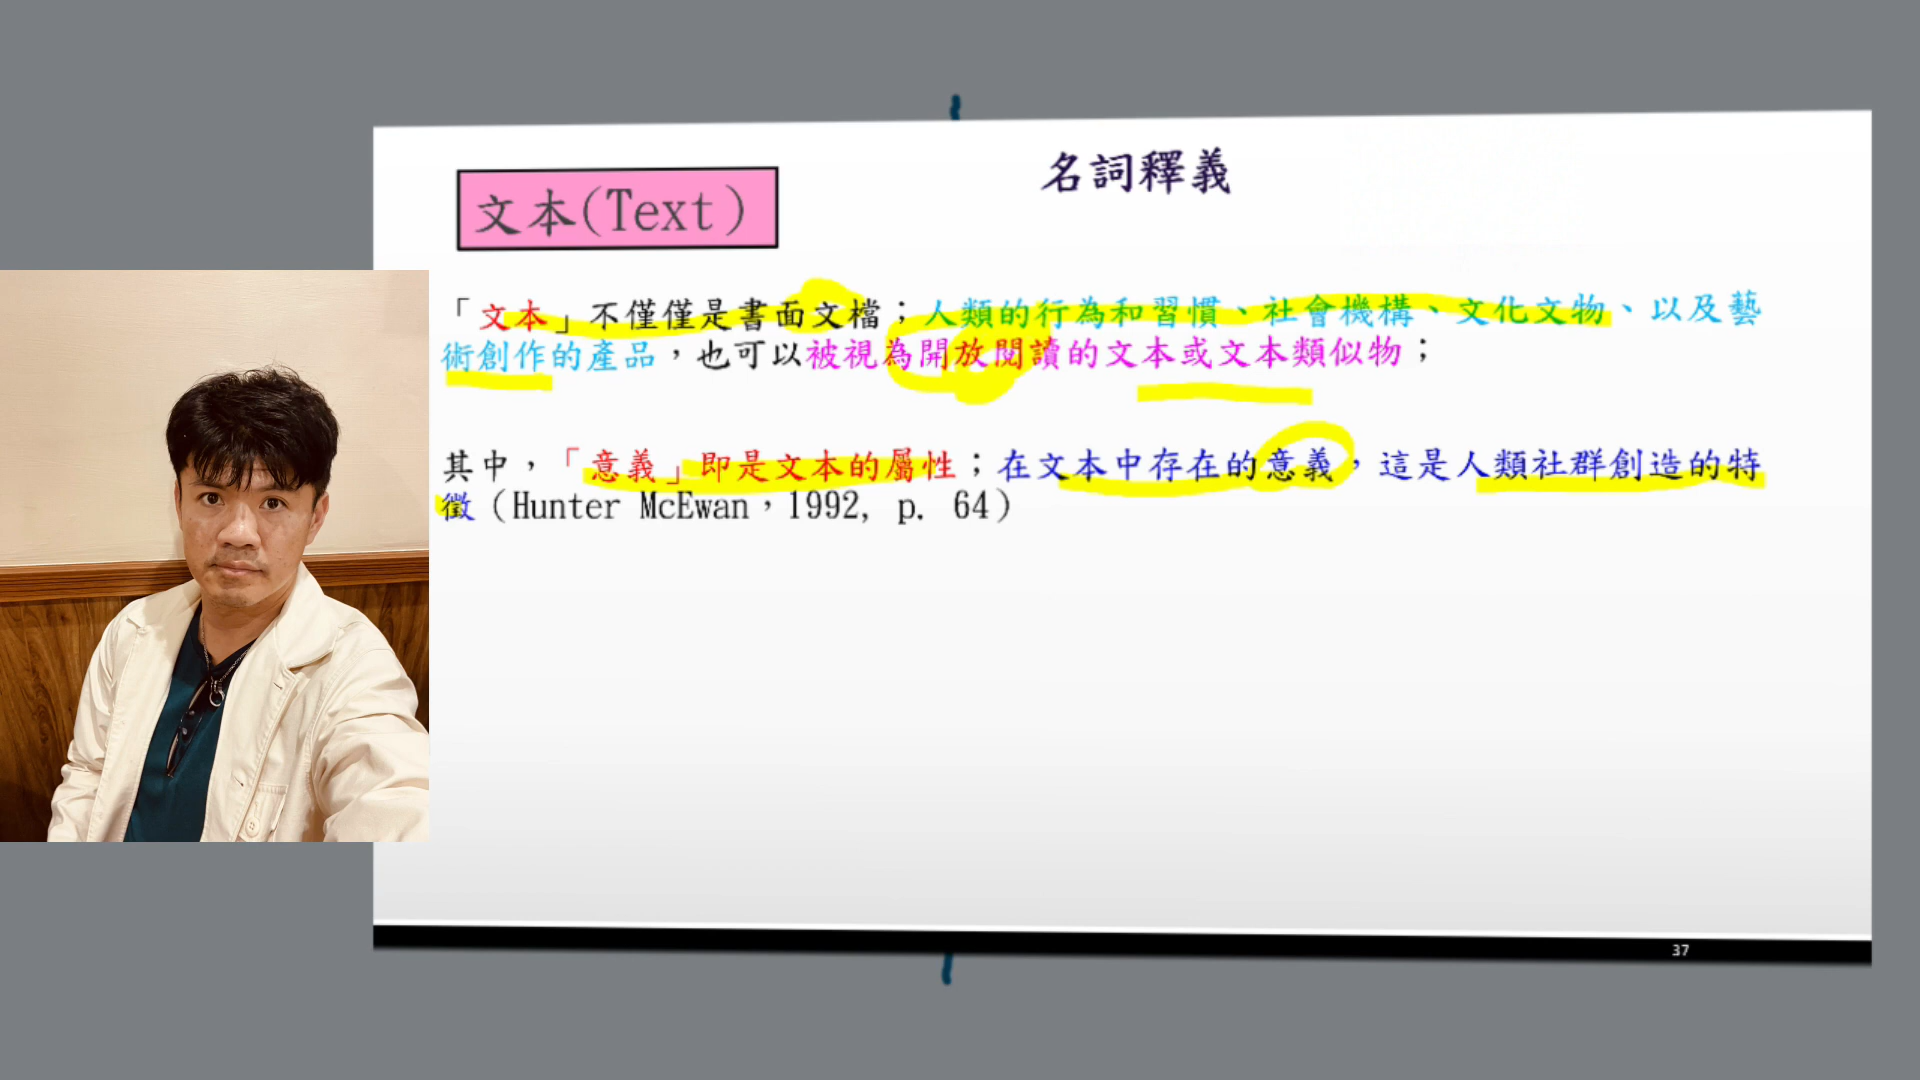 名詞釋義
文本(Text)
「文本」不僅僅是書面文檔；人類的行為和習慣、社會機構、文化文物、以及藝
術創作的產品，也可以被視為開放閱讀的文本或文本類似物；
其中，「意義」即是文本的屬性；在文本中存在的意義，這是人類社群創造的特
徵（Hunter McEwan，1992, p. 64）
37